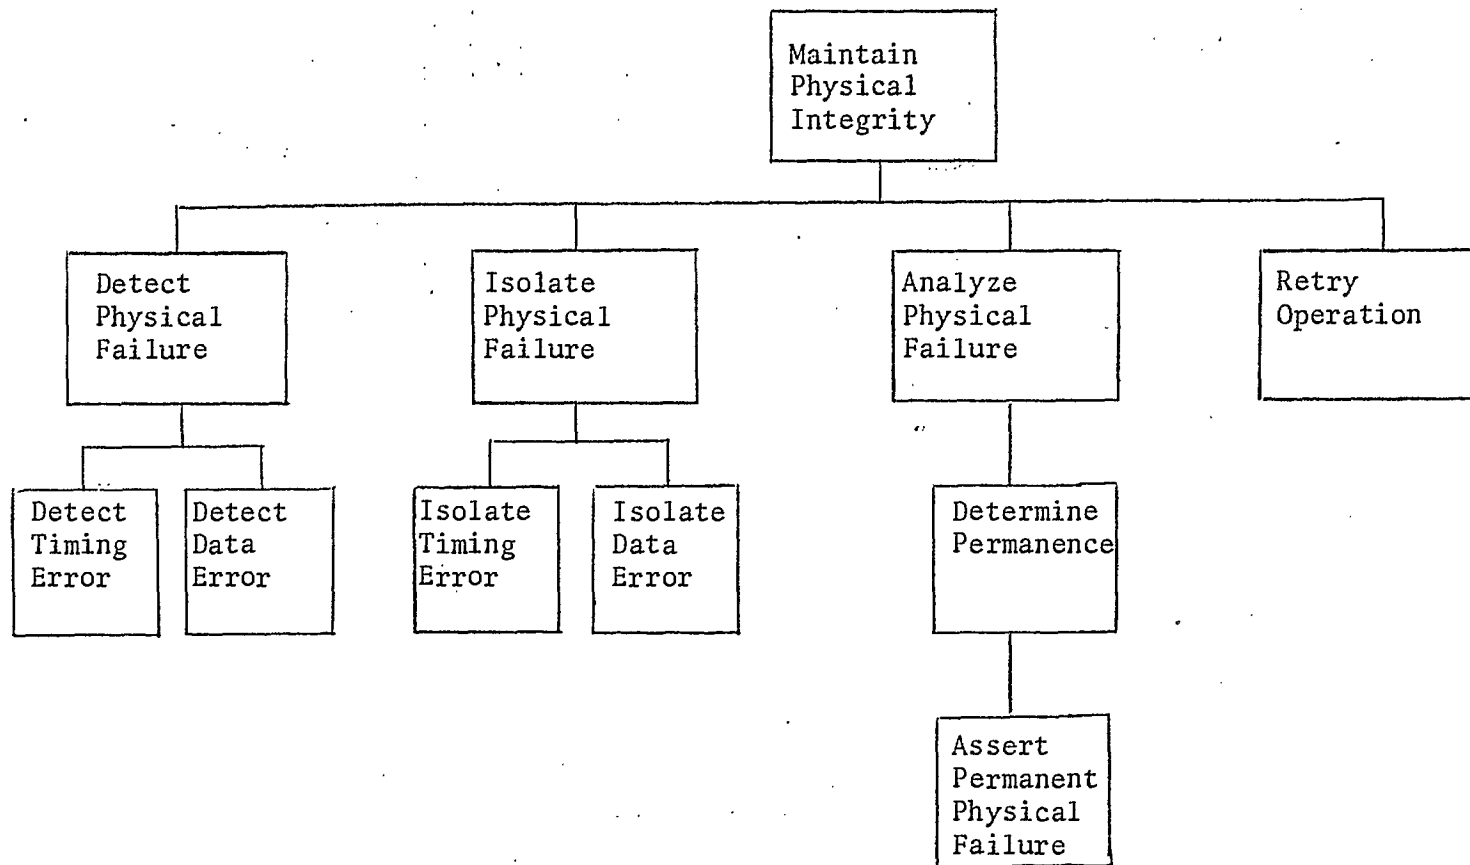 Maintain
Physical
Integrity
Detect
Physical
Failure
Isolate
Physical
Failure
Analyze
Physical
Failure
Retry
Operation
Detect
Timing
Error
Detect
Data
Error
Isolate
Timing
Error
Isolate
Data
Error
Determine
Permanence
Assert
Permanent
Physical
Failure